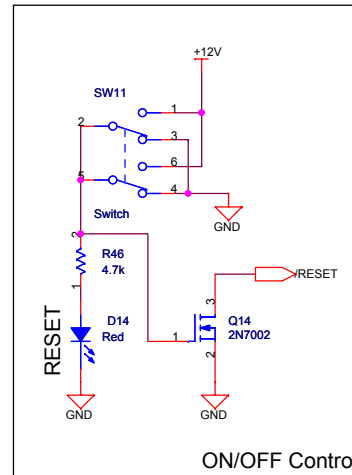 +12V
SW11
1
2
3
6
5
4
Switch
GND
2
R46
4.7k
1
/RESET
RESET
D14
Red
3
Q14
2N7002
1
2
GND
GND
ON/OFF Contro